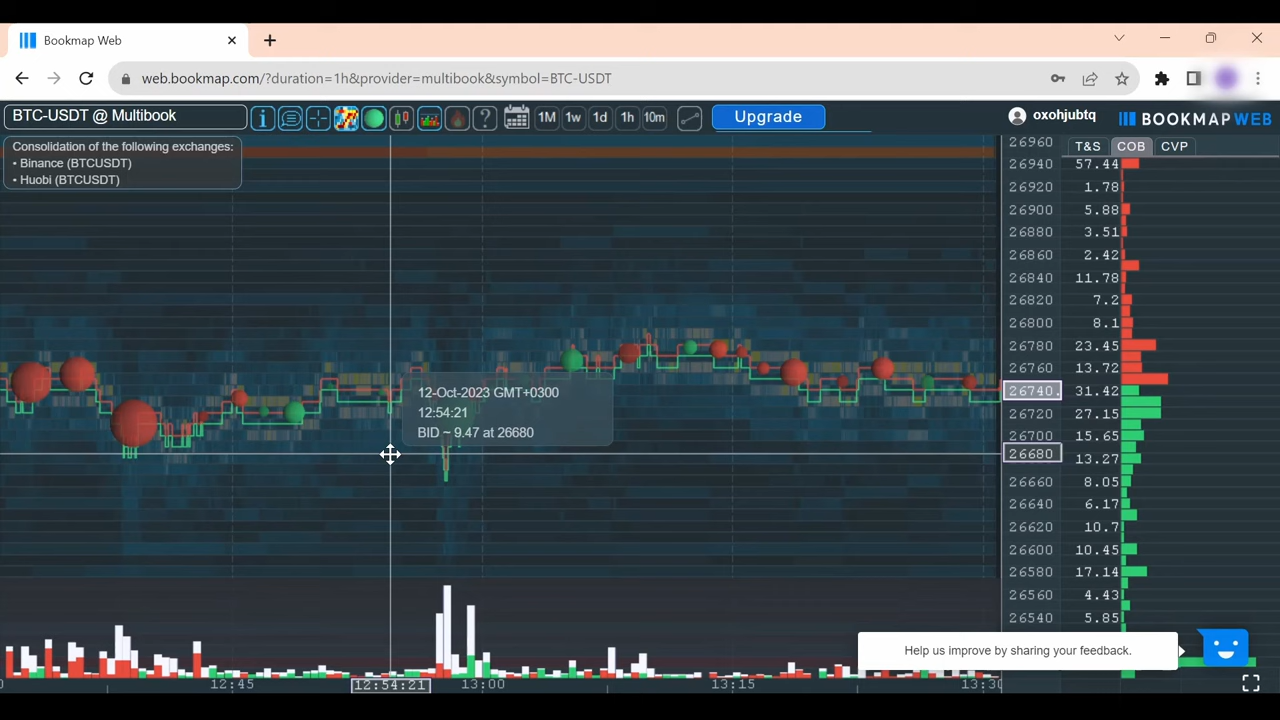 Bookmap Web
web.bookmap.com/?duration=1h&provider=multibook&symbol=BTC-USDT
BTC-USDT @ Multibook
1M 1w 1d 1h 10m
Upgrade
oxohjubtq
BOOKMAP WEB
Consolidation of the following exchanges:
• Binance (BTCUSDT)
• Huobi (BTCUSDT)
T&S COB CVP
26960
26940 57.44
26920 1.78
26900 5.88
26880 3.51
26860 2.42
26840 11.78
26820 7.2
26800 8.1
26780 23.45
26760 13.72
26740. 31.42
26720 27.15
26700 15.65
26680 13.27
26660 8.05
26640 6.17
26620 10.7
26600 10.45
26580 17.14
26560 4.43
26540 5.85
12-Oct-2023 GMT+0300
12:54:21
BID ~ 9.47 at 26680
Help us improve by sharing your feedback.
0 12:45 12:54:21 13:00 13:15 13:30